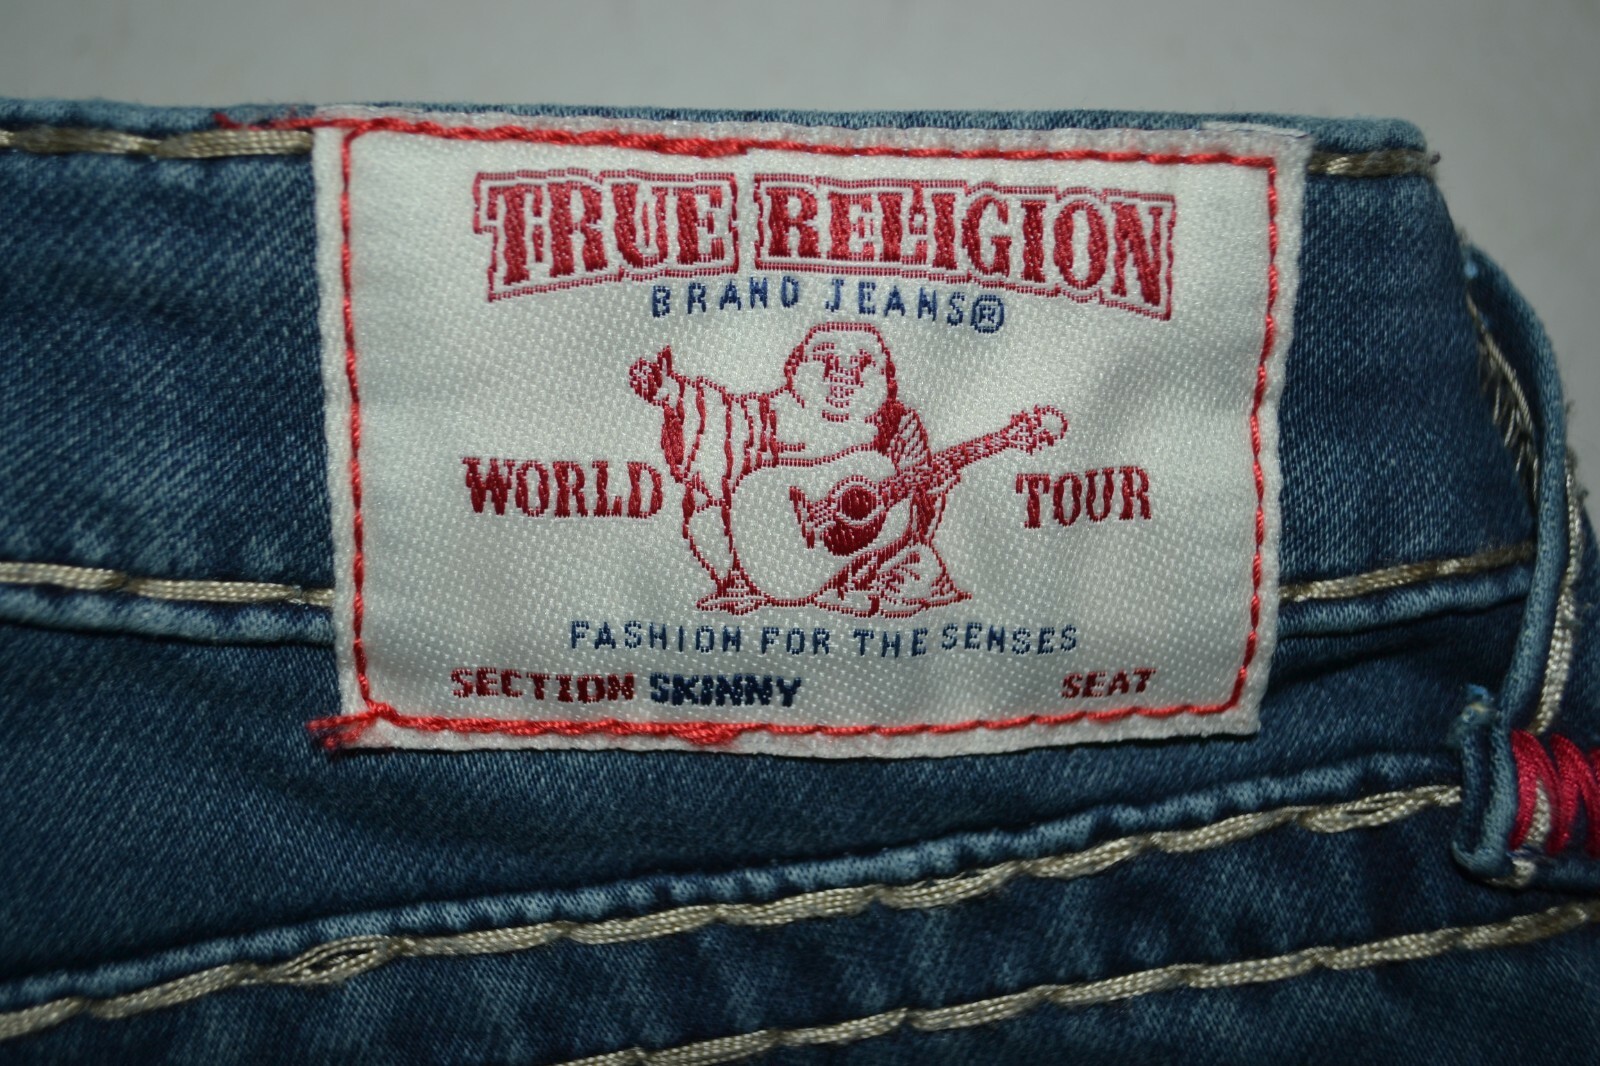 TRUE RELIGION
BRAND JEANS®
WORLD TOUR
FASHION FOR THE SENSES
SECTION SKINNY SEAT